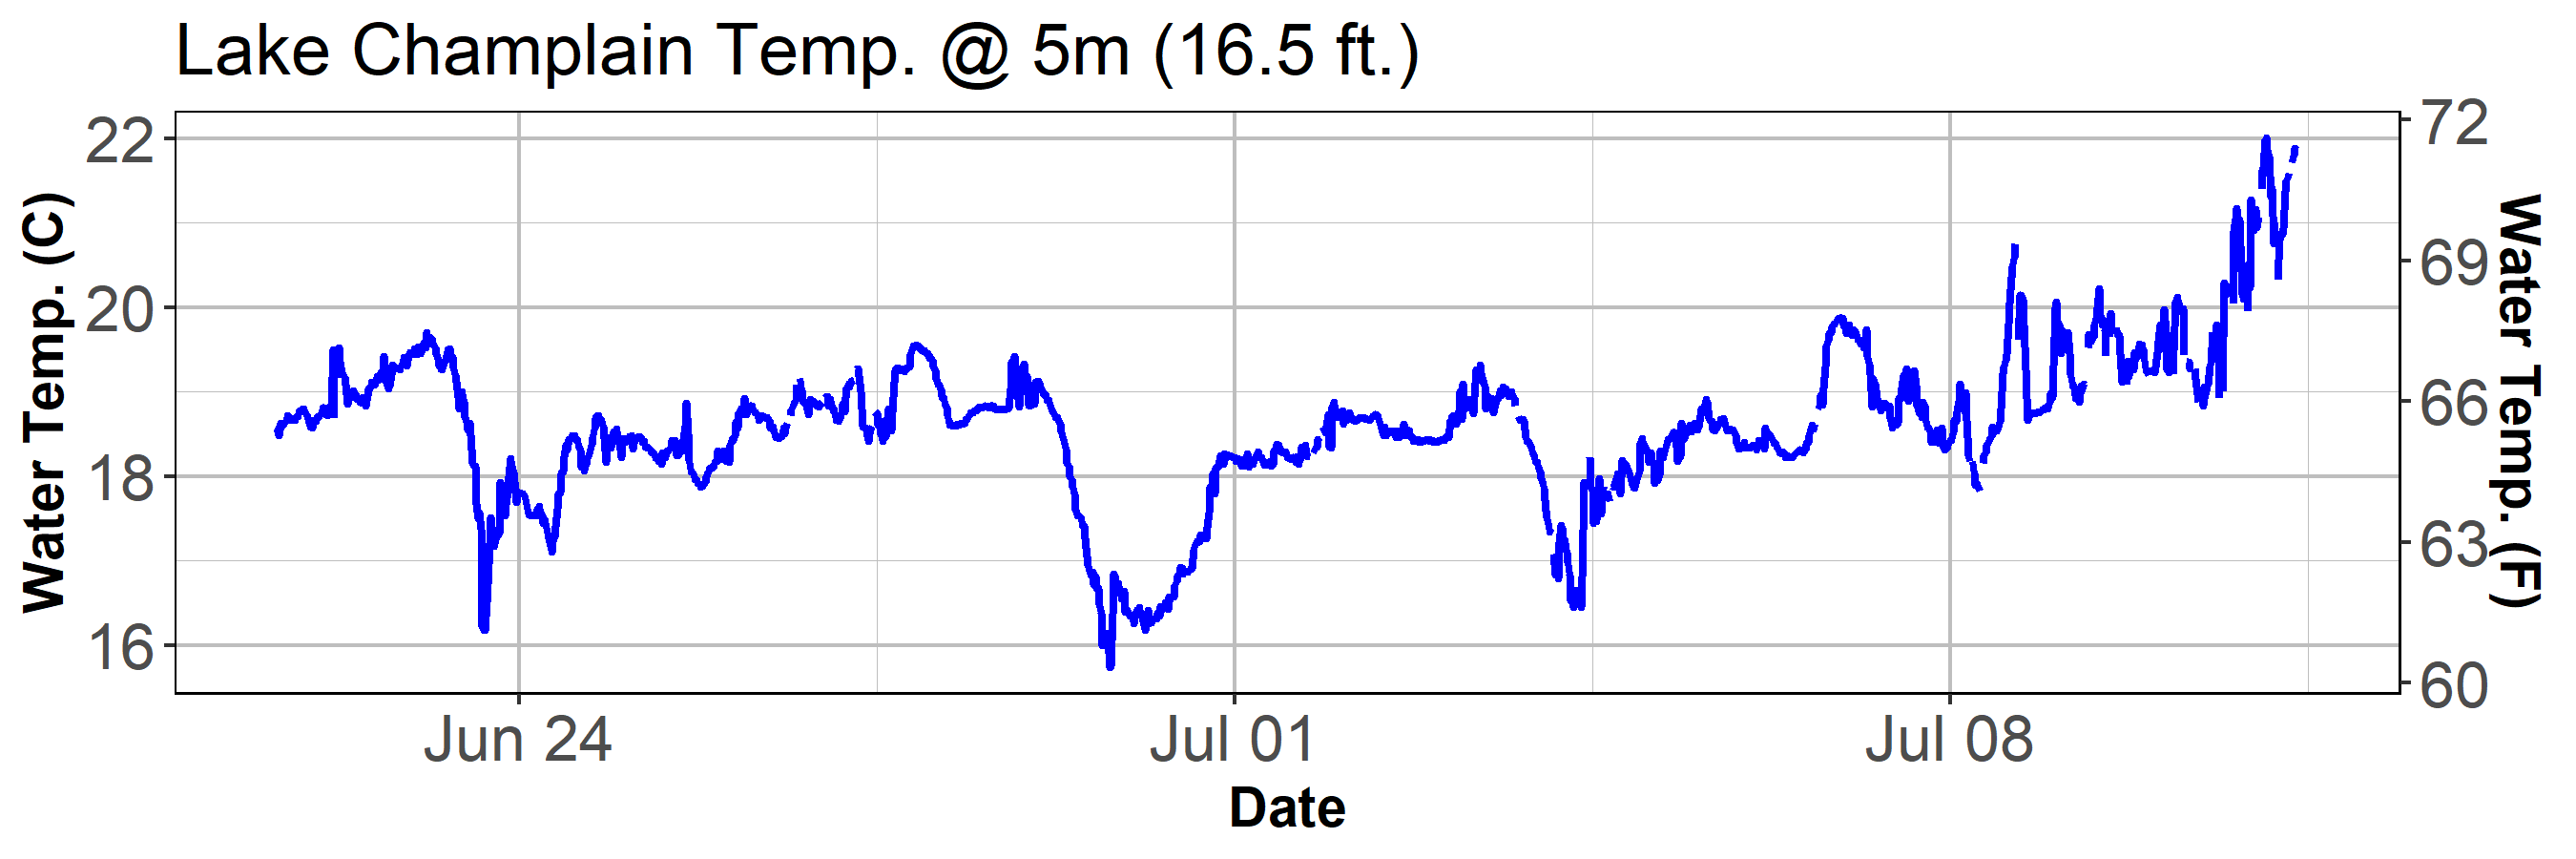 Lake Champlain Temp. @ 5m (16.5 ft.)
Water Temp. (C)
22
20
18
16
72
69
66
63
60
Water Temp. (F)
Jun 24
Jul 01
Jul 08
Date